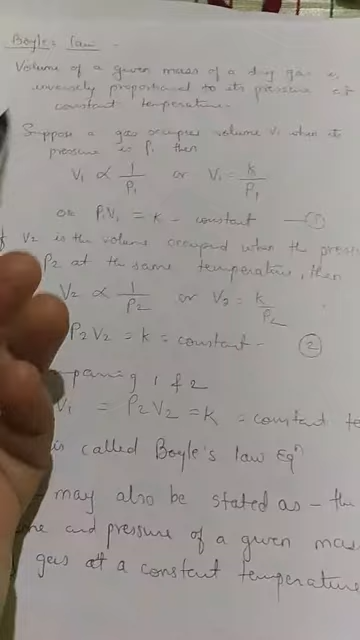 Boyle's law -
Volume of a given mass of a dry gas is
inversely proportional to its pressure at
constant temperature.
Suppose a gas occupies volume V₁ when its
pressure is P₁ then
V₁ ∝ 1/P₁ or V₁ = k/P₁
or P₁V₁ = k - constant —①
V₂ is the volume occupied when the
P₂ at the same temperature, then
V₂ ∝ 1/P₂ or V₂ = k/P₂
P₂V₂ = k = constant - ②
1 & 2
V₁ = P₂V₂ = K = constant
is called Boyle's law Eqⁿ
may also be stated as - the
and pressure of a given
gas at a constant temperature